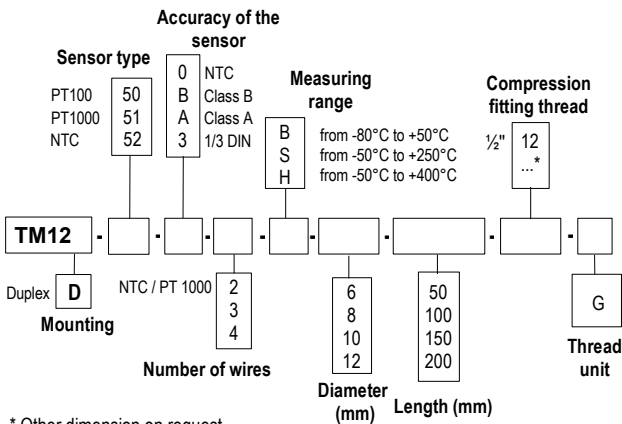 Accuracy of the
sensor
Sensor type
0 NTC
PT100 50 B Class B
PT1000 51 A Class A
NTC 52 3 1/3 DIN
Measuring
range
B from -80°C to +50°C
S from -50°C to +250°C
H from -50°C to +400°C
Compression
fitting thread
½" 12
...*
TM12 - - - - - - - -
Duplex D
Mounting
NTC / PT 1000 2
3
4
Number of wires
6
8
10
12
Diameter
(mm)
50
100
150
200
Length (mm)
G
Thread
unit
* Other dimension on request